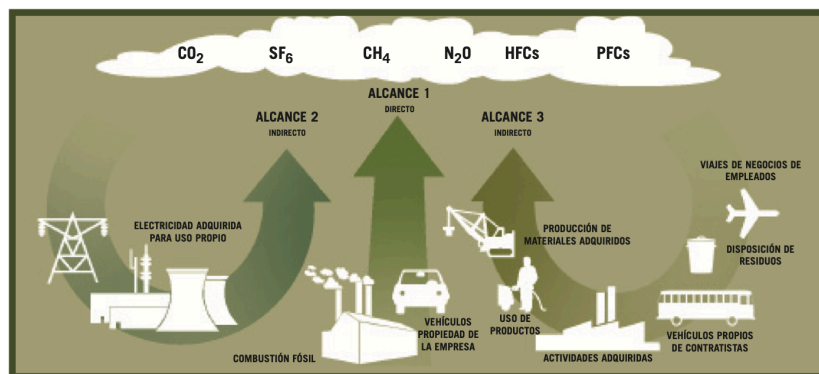 CO₂ SF₆ CH₄ N₂O HFCs PFCs
ALCANCE 1
DIRECTO
ALCANCE 2
INDIRECTO
ALCANCE 3
INDIRECTO
ELECTRICIDAD ADQUIRIDA
PARA USO PROPIO
COMBUSTIÓN FÓSIL
VEHÍCULOS
PROPIEDAD DE
LA EMPRESA
PRODUCCIÓN DE
MATERIALES ADQUIRIDOS
USO DE
PRODUCTOS
ACTIVIDADES ADQUIRIDAS
VIAJES DE NEGOCIOS DE
EMPLEADOS
DISPOSICIÓN DE
RESIDUOS
VEHÍCULOS PROPIOS
DE CONTRATISTAS